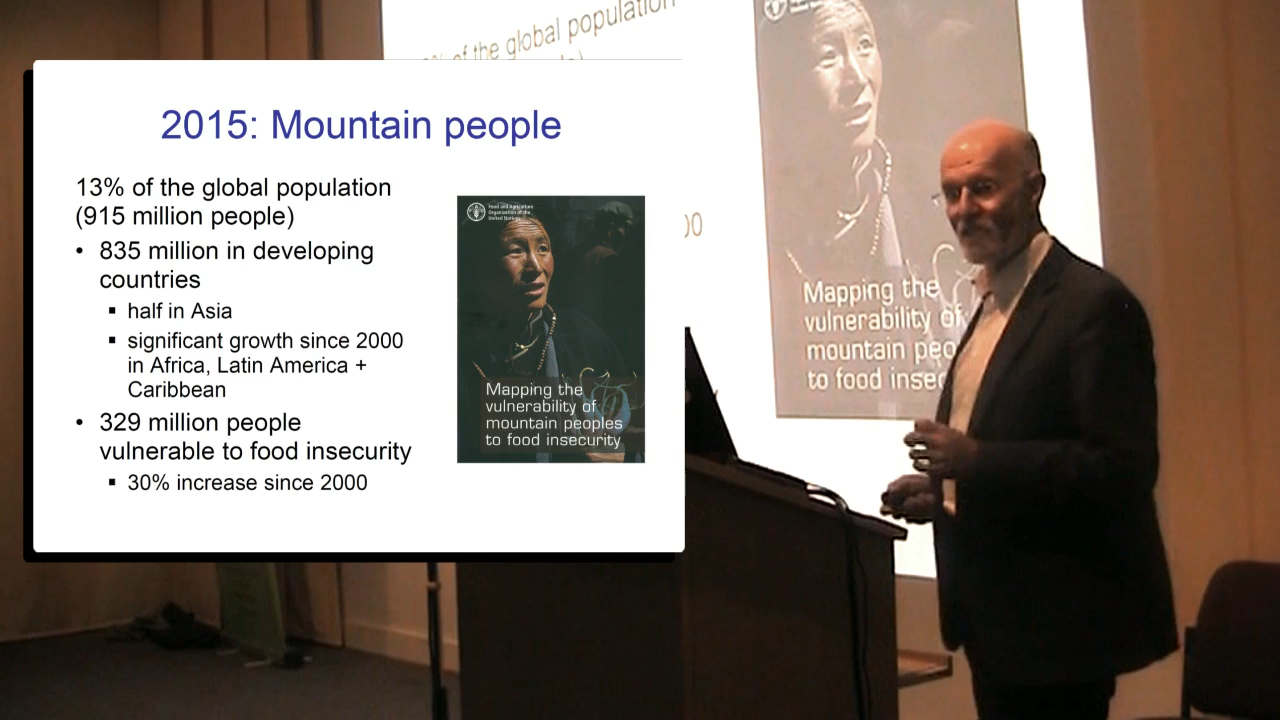 2015: Mountain people
13% of the global population
(915 million people)
• 835 million in developing
countries
▪ half in Asia
▪ significant growth since 2000
in Africa, Latin America +
Caribbean
• 329 million people
vulnerable to food insecurity
▪ 30% increase since 2000
Food and Agriculture
Organization of the
United Nations
Mapping the
vulnerability of
mountain peoples
to food insecurity
% of the global population
00
Mapping the
vulnerability of
mountain peo
to food insec